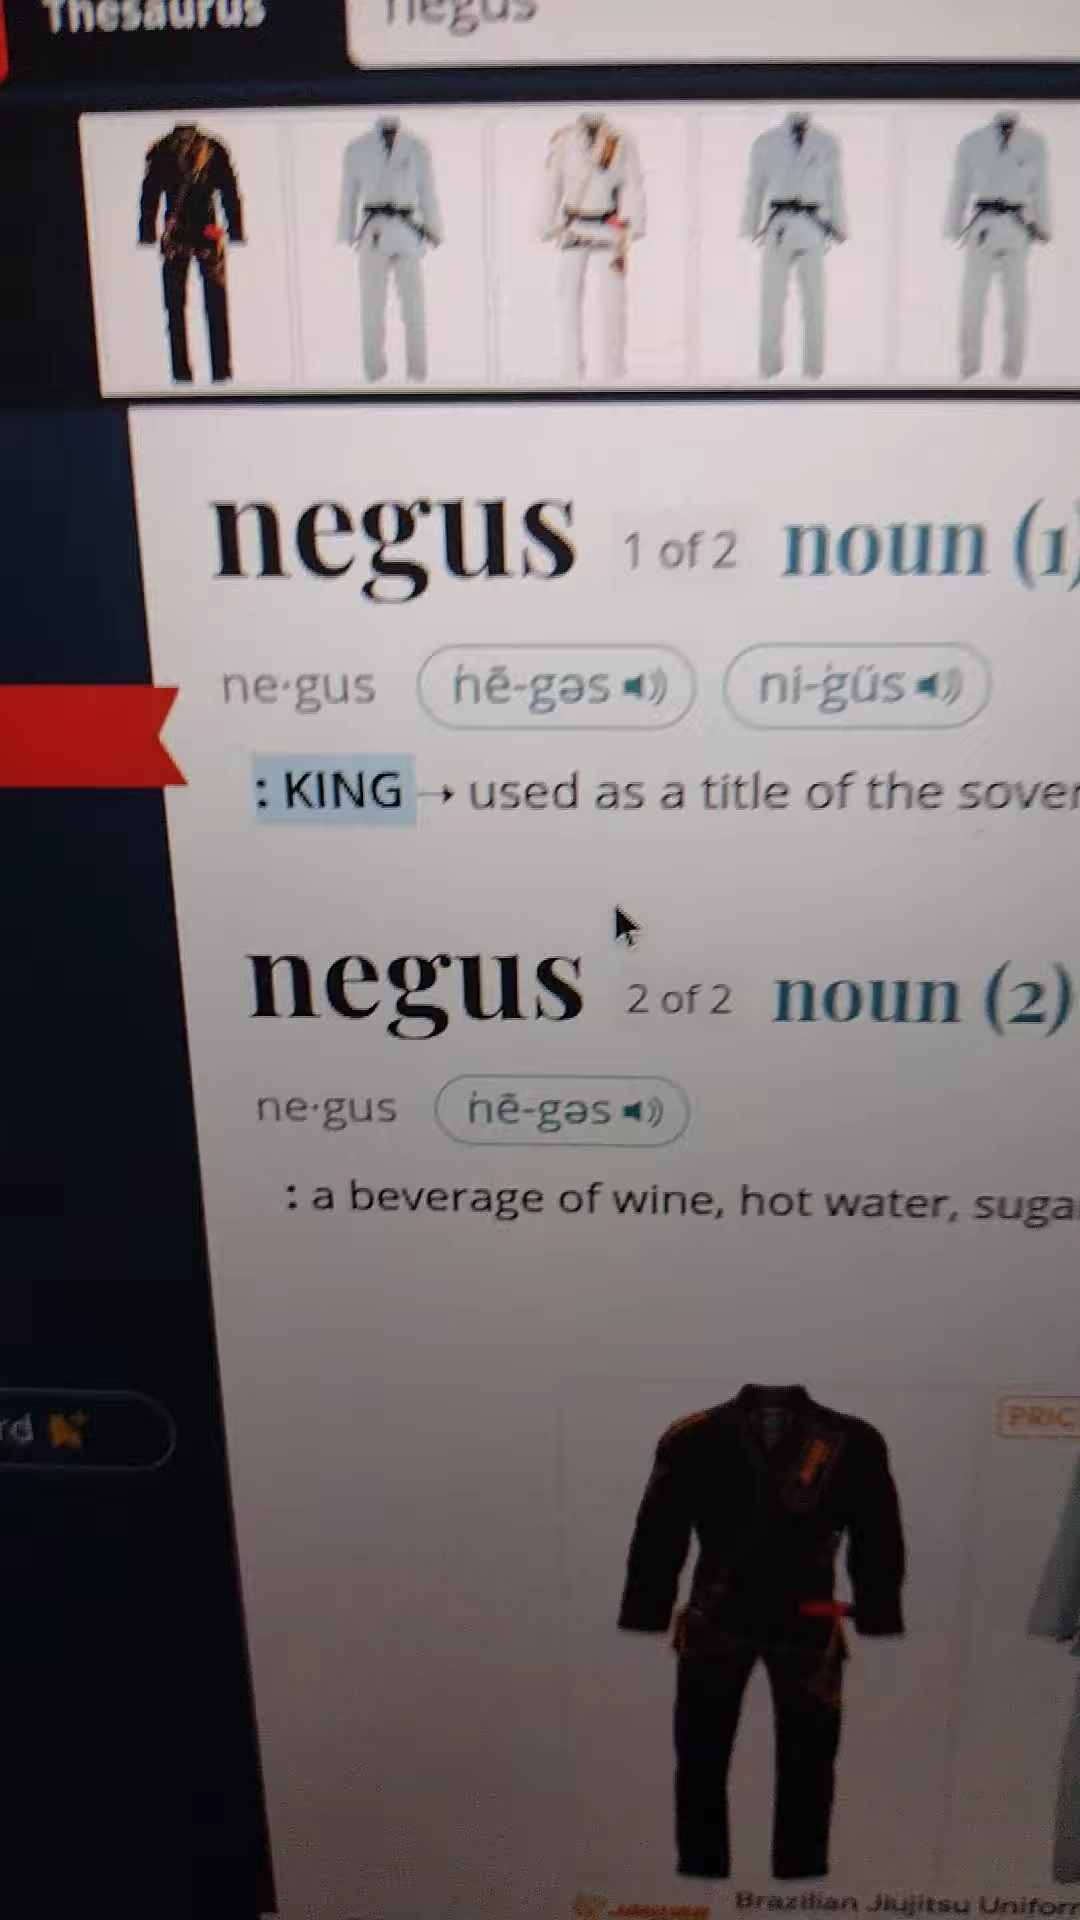 Thesaurus negus
negus 1 of 2 noun (1)
ne·gus ˈnē-gəs ni-ˈgüs
: KING → used as a title of the sover
negus 2 of 2 noun (2)
ne·gus ˈnē-gəs
: a beverage of wine, hot water, suga
rd
PRIC
Brazilian Jiujitsu Uniform